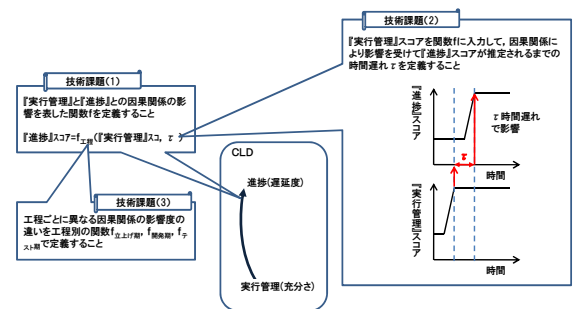 技術課題(1)
『実行管理』と『進捗』との因果関係の影
響を表した関数fを定義すること
『進捗』スコア=f工程(『実行管理』スコ, τ
技術課題(2)
『実行管理』スコアを関数fに入力して,因果関係に
より影響を受けて『進捗』スコアが推定されるまでの
時間遅れ τ を定義すること
技術課題(3)
工程ごとに異なる因果関係の影響度の
違いを工程別の関数f立上げ期, f開発期, fテ
スト期で定義すること
CLD
進捗(遅延度)
実行管理(充分さ)
『進捗』スコア
τ 時間遅れ
で影響
τ
時間
『実行管理』スコア
時間